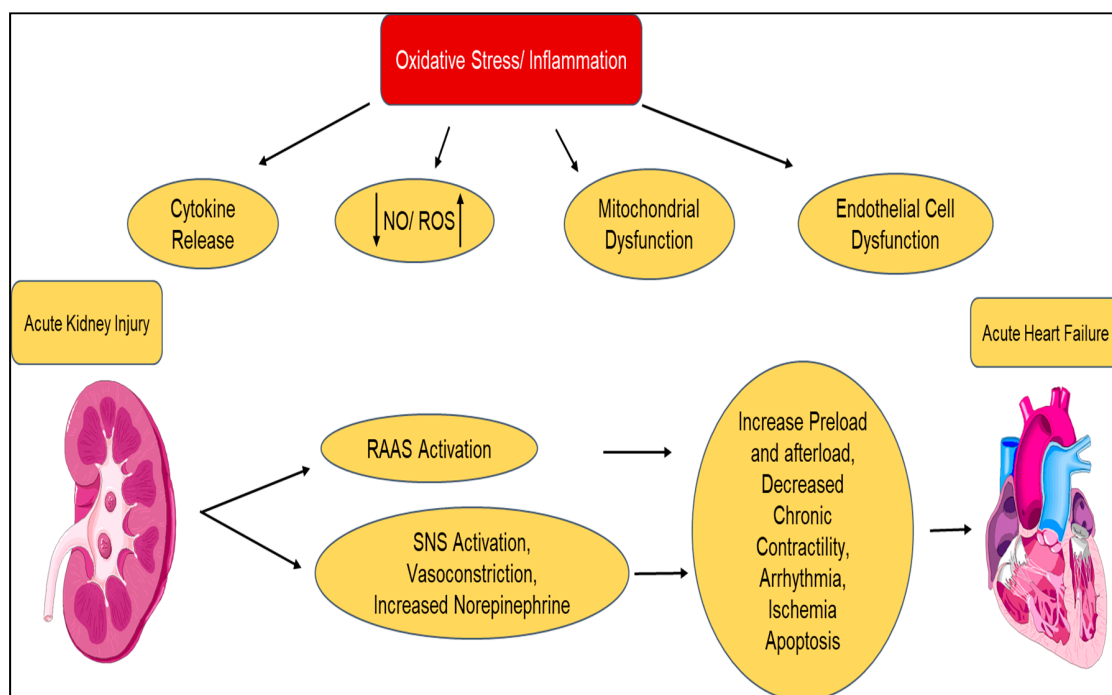 Oxidative Stress/ Inflammation
Cytokine
Release
↓ NO/ ROS ↑
Mitochondrial
Dysfunction
Endothelial Cell
Dysfunction
Acute Kidney Injury
Acute Heart Failure
RAAS Activation
SNS Activation,
Vasoconstriction,
Increased Norepinephrine
Increase Preload
and afterload,
Decreased
Chronic
Contractility,
Arrhythmia,
Ischemia
Apoptosis